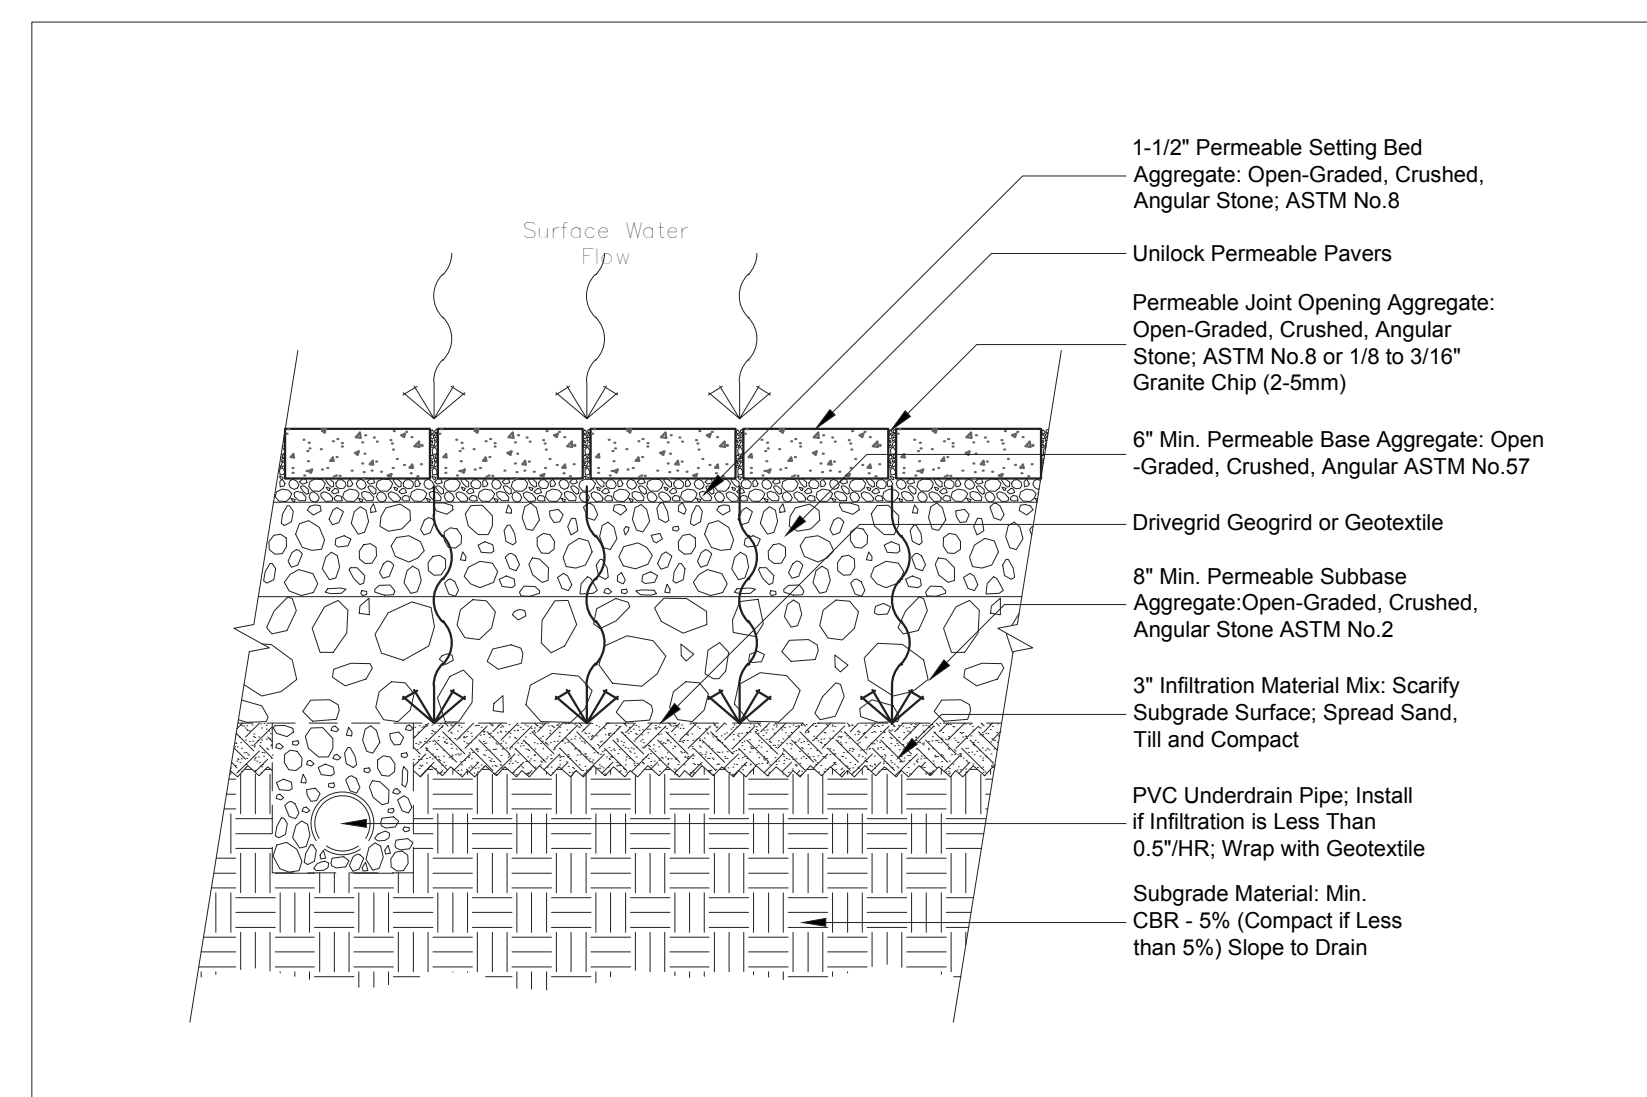 Surface Water
Flow
1-1/2" Permeable Setting Bed
Aggregate: Open-Graded, Crushed,
Angular Stone; ASTM No.8
Unilock Permeable Pavers
Permeable Joint Opening Aggregate:
Open-Graded, Crushed, Angular
Stone; ASTM No.8 or 1/8 to 3/16"
Granite Chip (2-5mm)
6" Min. Permeable Base Aggregate: Open
-Graded, Crushed, Angular ASTM No.57
Drivegrid Geogrird or Geotextile
8" Min. Permeable Subbase
Aggregate:Open-Graded, Crushed,
Angular Stone ASTM No.2
3" Infiltration Material Mix: Scarify
Subgrade Surface; Spread Sand,
Till and Compact
PVC Underdrain Pipe; Install
if Infiltration is Less Than
0.5"/HR; Wrap with Geotextile
Subgrade Material: Min.
CBR - 5% (Compact if Less
than 5%) Slope to Drain